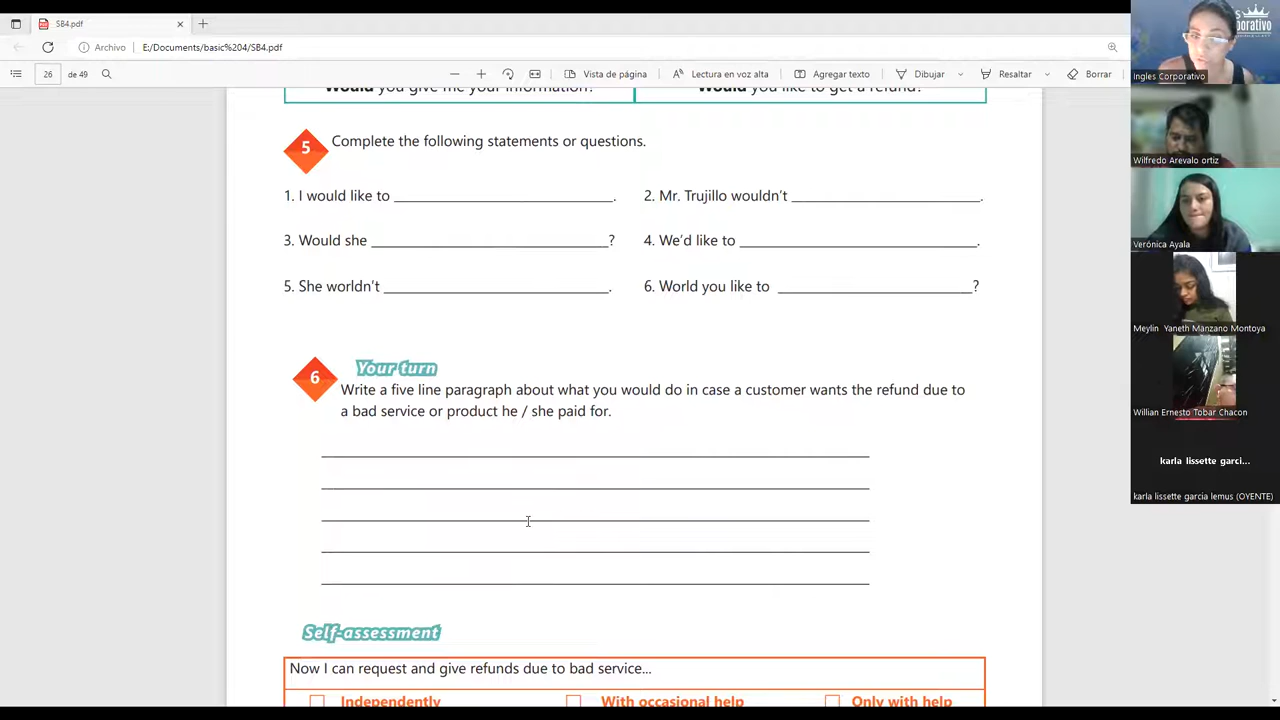 SB4.pdf
Archivo
E:/Documents/basic%204/SB4.pdf
26 de 49
Vista de página
Lectura en voz alta
Agregar texto
Dibujar
Resaltar
Borrar
Would you give me your information?
Would you like to get a refund?
5 Complete the following statements or questions.
1. I would like to ____________________.
2. Mr. Trujillo wouldn't ____________________.
3. Would she ____________________?
4. We'd like to ____________________.
5. She worldn't ____________________.
6. World you like to ____________________?
6 Your turn
Write a five line paragraph about what you would do in case a customer wants the refund due to
a bad service or product he / she paid for.
Self-assessment
Now I can request and give refunds due to bad service...
Independently
With occasional help
Only with help
Ingles Corporativo
Wilfredo Arevalo ortiz
Verónica Ayala
Meylin Yaneth Manzano Montoya
Willian Ernesto Tobar Chacon
karla lissette garci...
karla lissette garcia lemus (OYENTE)